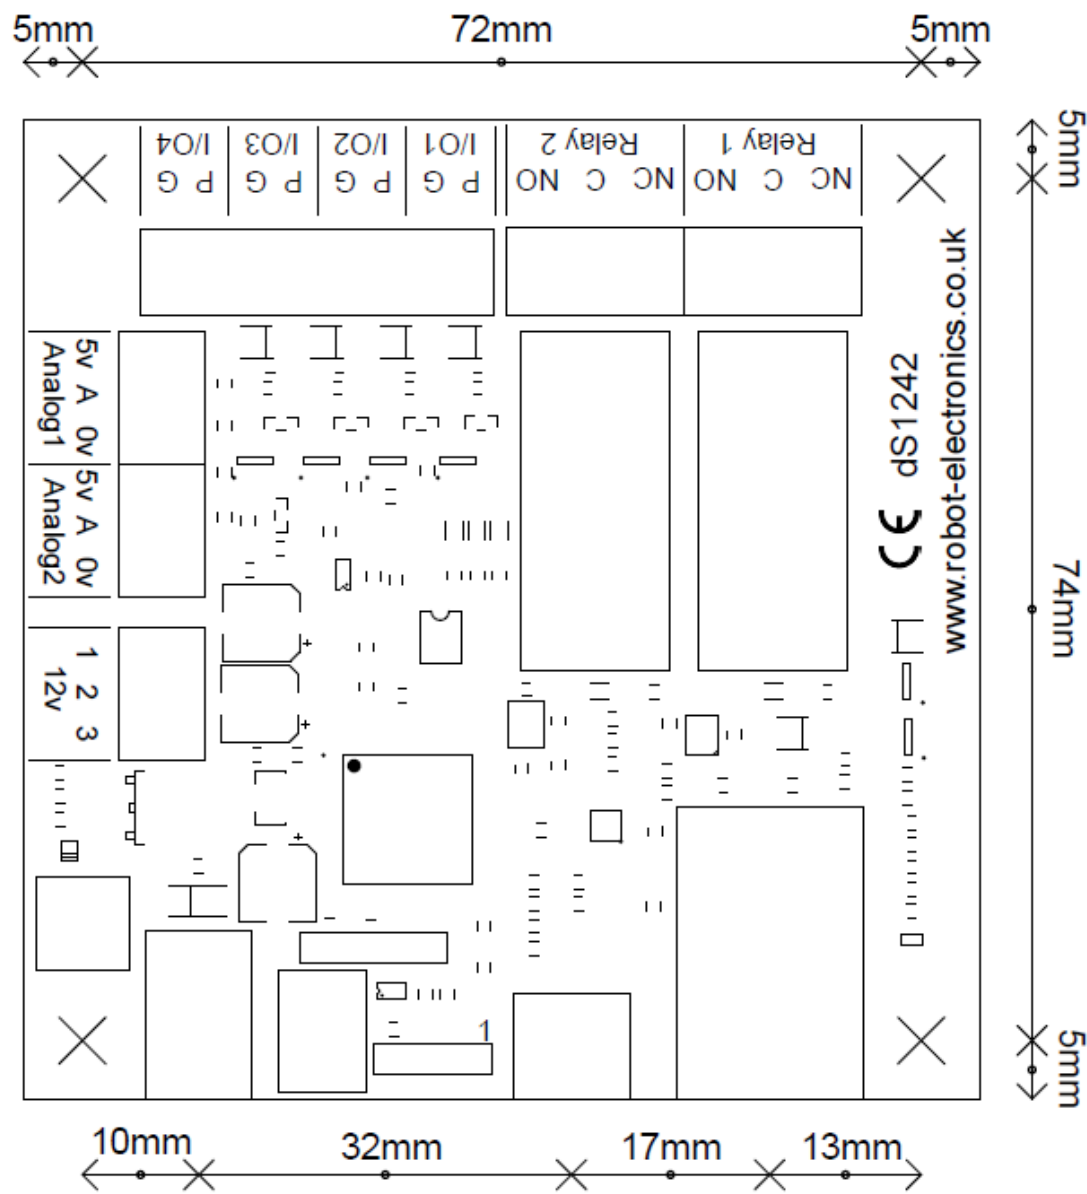 5mm 72mm 5mm
5mm
I/O4 I/O3 I/O2 I/O1 Relay 2 Relay 1
P G P G P G P G NO C NC NO C NC
5v A 0v
Analog1
5v A 0v
Analog2
1 2 3
12v
CE dS1242
www.robot-electronics.co.uk
74mm
1
5mm
10mm 32mm 17mm 13mm